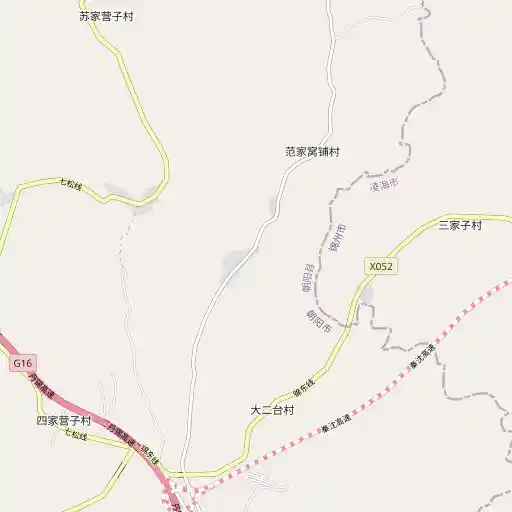 苏家营子村
范家窝铺村
七松线
凌海市
三家子村
锦州市
X052
朝阳县
朝阳市
G16
丹锡高速
秦沈高速
锦东线
大二台村
四家营子村
七松线
丹锡高速
锦东线
秦沈高速